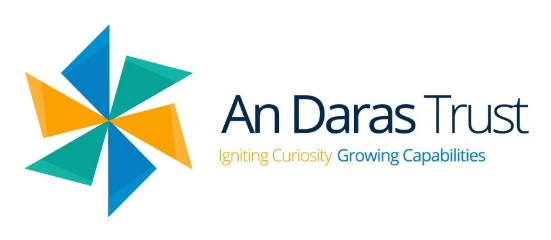 An Daras Trust
Igniting Curiosity Growing Capabilities